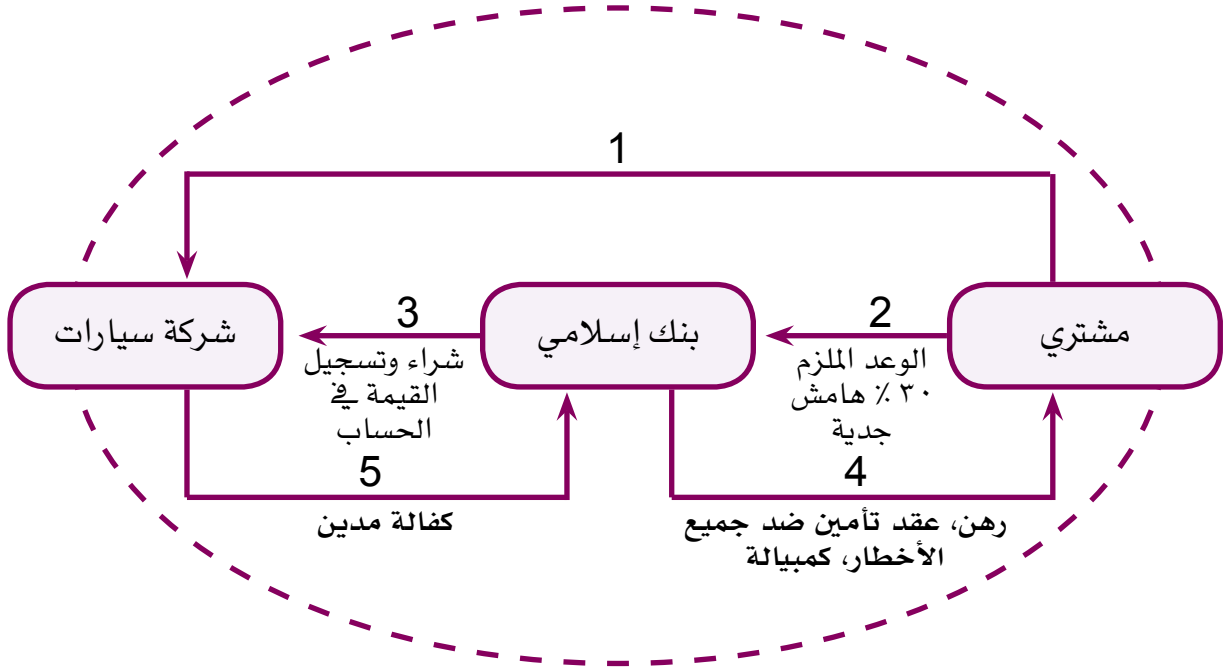 1
شركة سيارات
3
شراء وتسجيل
القيمة في
الحساب
بنك إسلامي
2
الوعد الملزم
٣٠ ٪ هامش
جدية
مشتري
5
كفالة مدين
4
رهن، عقد تأمين ضد جميع
الأخطار، كمبيالة